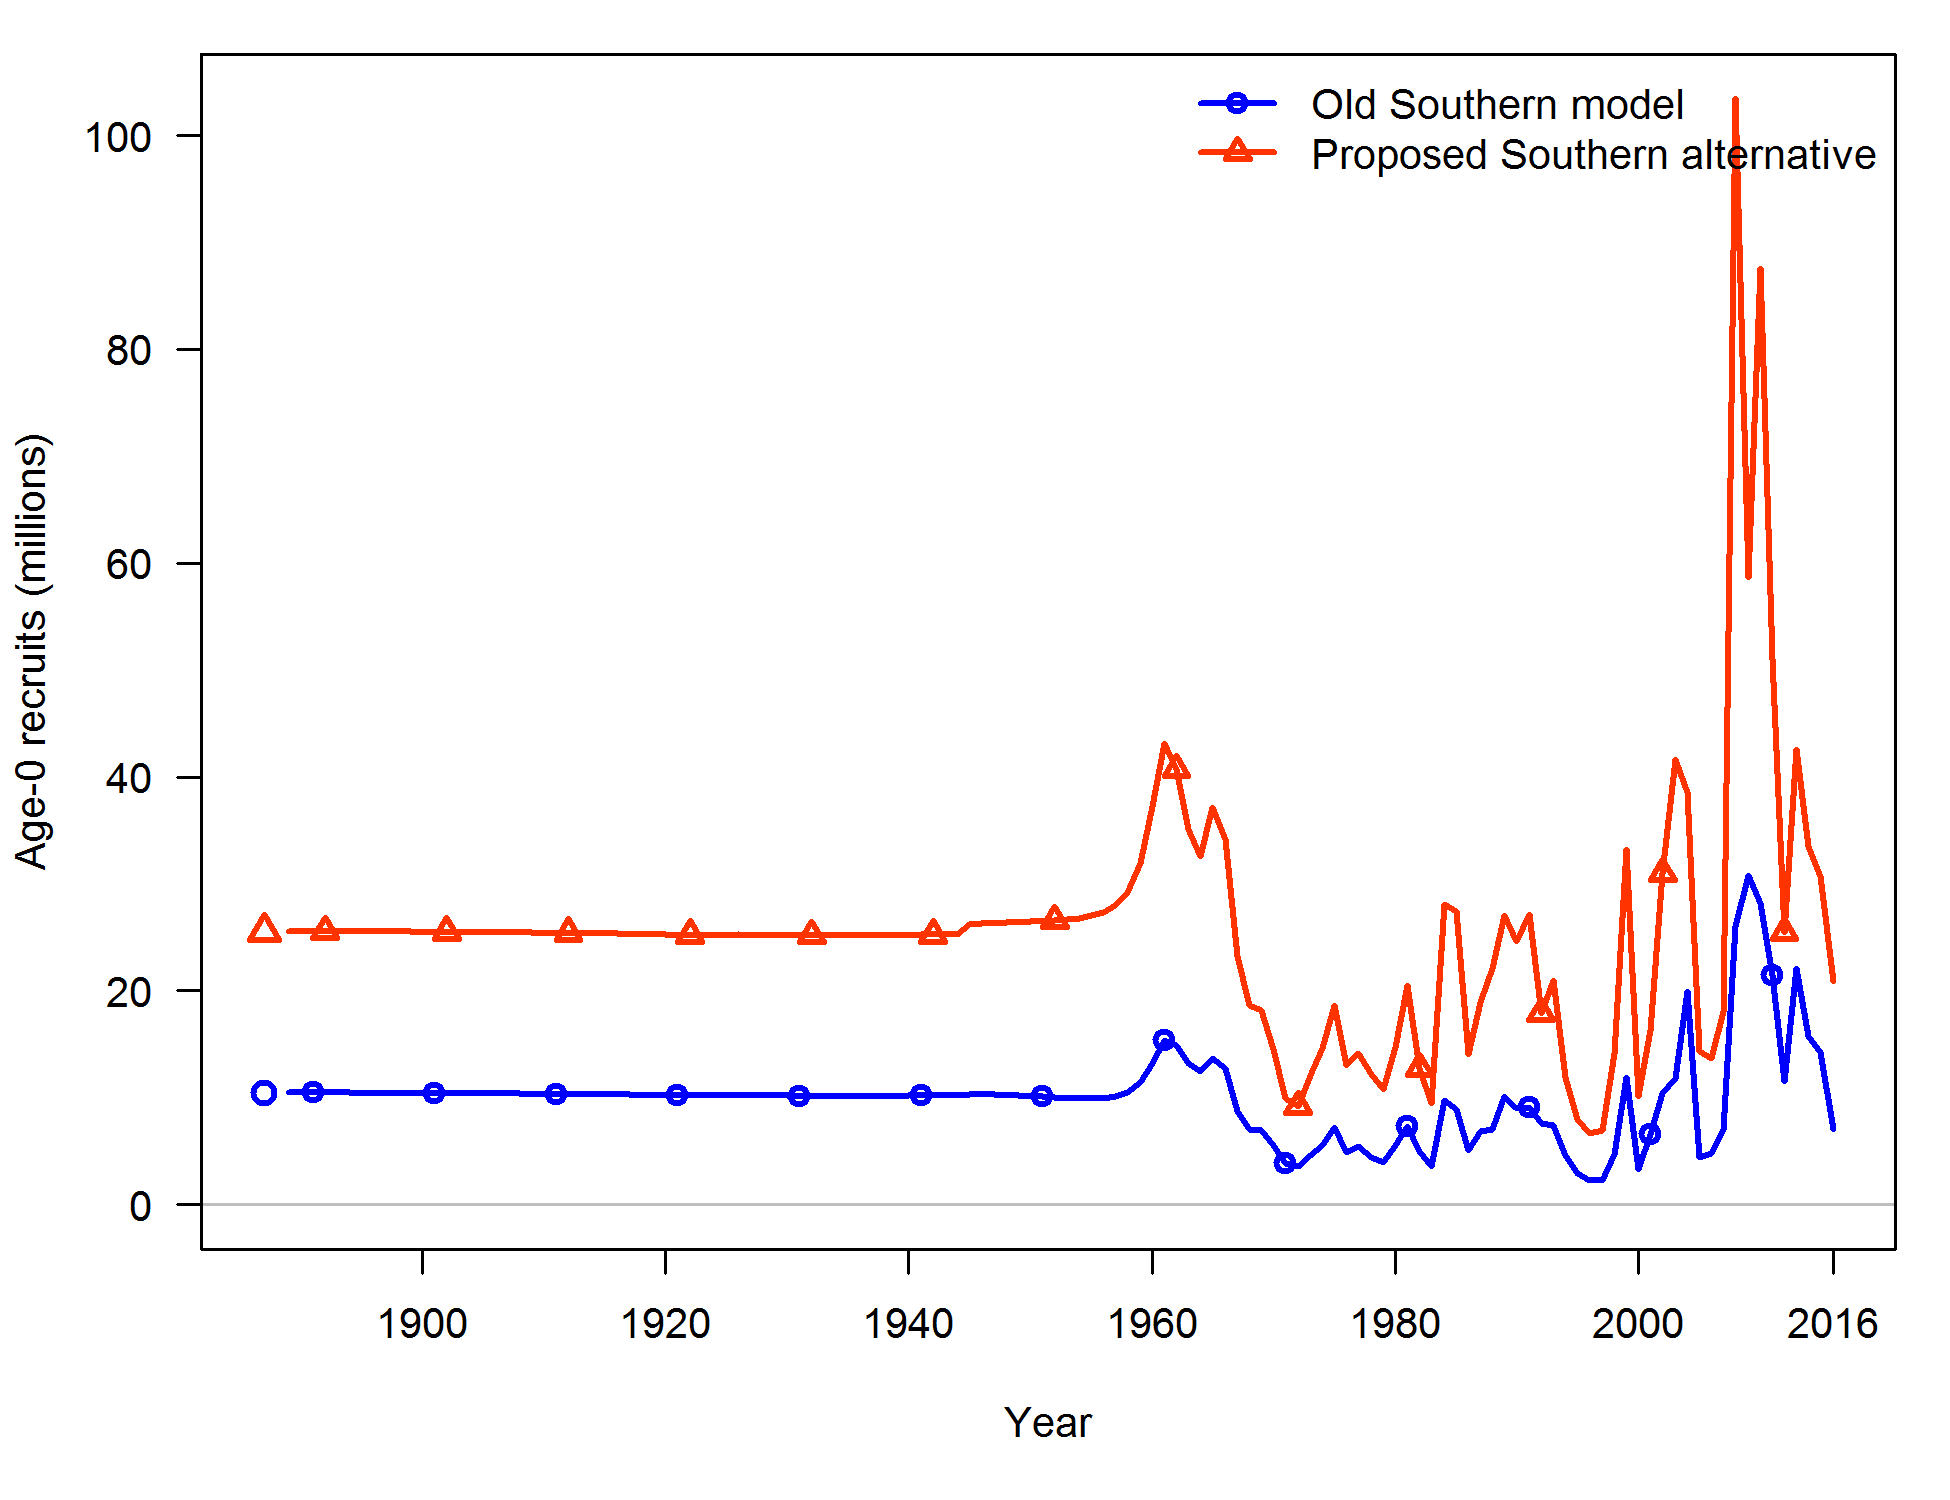 Old Southern model
Proposed Southern alternative
100
80
60
40
20
0
Age-0 recruits (millions)
1900 1920 1940 1960 1980 2000 2016
Year